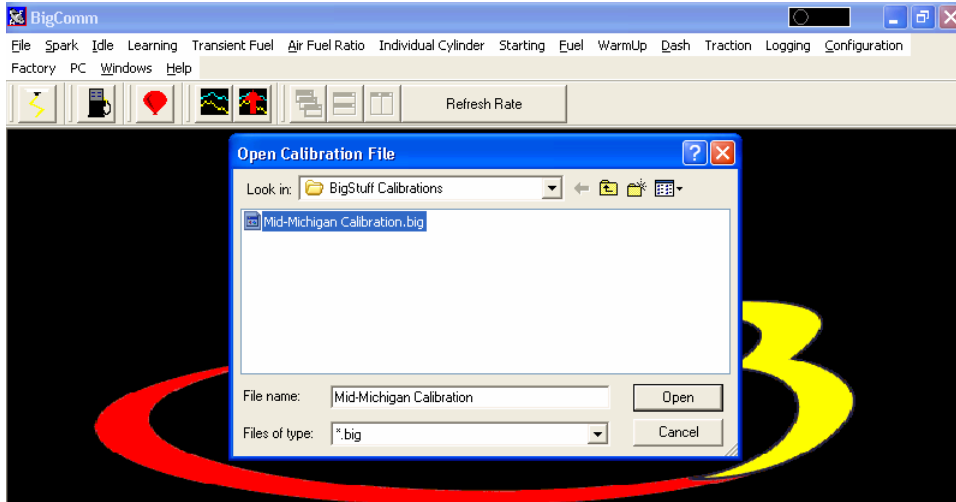 BigComm
File Spark Idle Learning Transient Fuel Air Fuel Ratio Individual Cylinder Starting Fuel WarmUp Dash Traction Logging Configuration
Factory PC Windows Help
Refresh Rate
Open Calibration File
Look in: BigStuff Calibrations
Mid-Michigan Calibration.big
File name: Mid-Michigan Calibration Open
Files of type: *.big Cancel